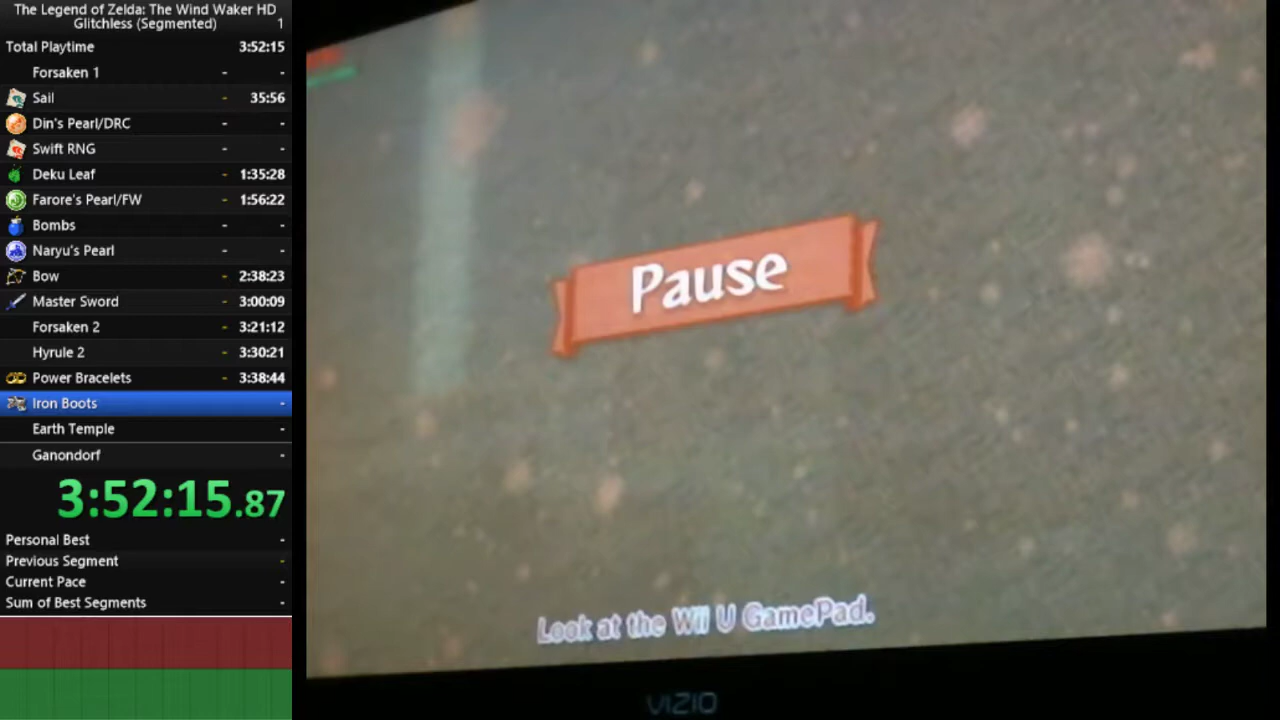 The Legend of Zelda: The Wind Waker HD
Glitchless (Segmented) 1
Total Playtime 3:52:15
Forsaken 1 - -
Sail - 35:56
Din's Pearl/DRC - -
Swift RNG - -
Deku Leaf - 1:35:28
Farore's Pearl/FW - 1:56:22
Bombs - -
Naryu's Pearl - -
Bow - 2:38:23
Master Sword - 3:00:09
Forsaken 2 - 3:21:12
Hyrule 2 - 3:30:21
Power Bracelets - 3:38:44
Iron Boots -
Earth Temple -
Ganondorf -
3:52:15.87
Personal Best -
Previous Segment -
Current Pace -
Sum of Best Segments -
Pause
Look at the Wii U GamePad.
VIZIO